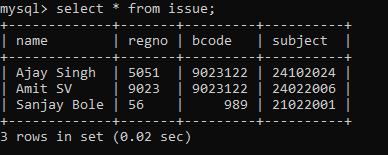 mysql> select * from issue;
+-------------+-------+---------+----------+
| name        | regno | bcode   | subject  |
+-------------+-------+---------+----------+
| Ajay Singh  | 5051  | 9023122 | 24102024 |
| Amit SV     | 9023  | 9023122 | 24022006 |
| Sanjay Bole | 56    |     989 | 21022001 |
+-------------+-------+---------+----------+
3 rows in set (0.02 sec)